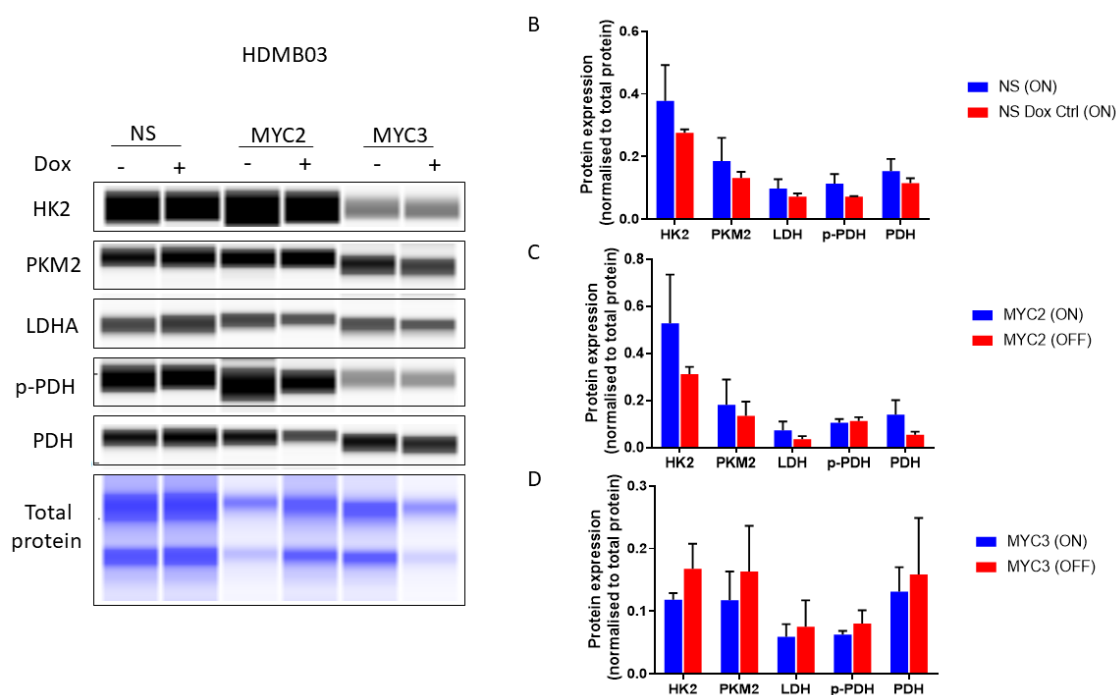 HDMB03
NS MYC2 MYC3
Dox - + - + - +
HK2
PKM2
LDHA
p-PDH
PDH
Total
protein
B
Protein expression
(normalised to total protein)
0.6
0.4
0.2
0.0
HK2 PKM2 LDH p-PDH PDH
NS (ON)
NS Dox Ctrl (ON)
C
Protein expression
(normalised to total protein)
0.8
0.6
0.4
0.2
0.0
HK2 PKM2 LDH p-PDH PDH
MYC2 (ON)
MYC2 (OFF)
D
Protein expression
(normalised to total protein)
0.3
0.2
0.1
0.0
HK2 PKM2 LDH p-PDH PDH
MYC3 (ON)
MYC3 (OFF)